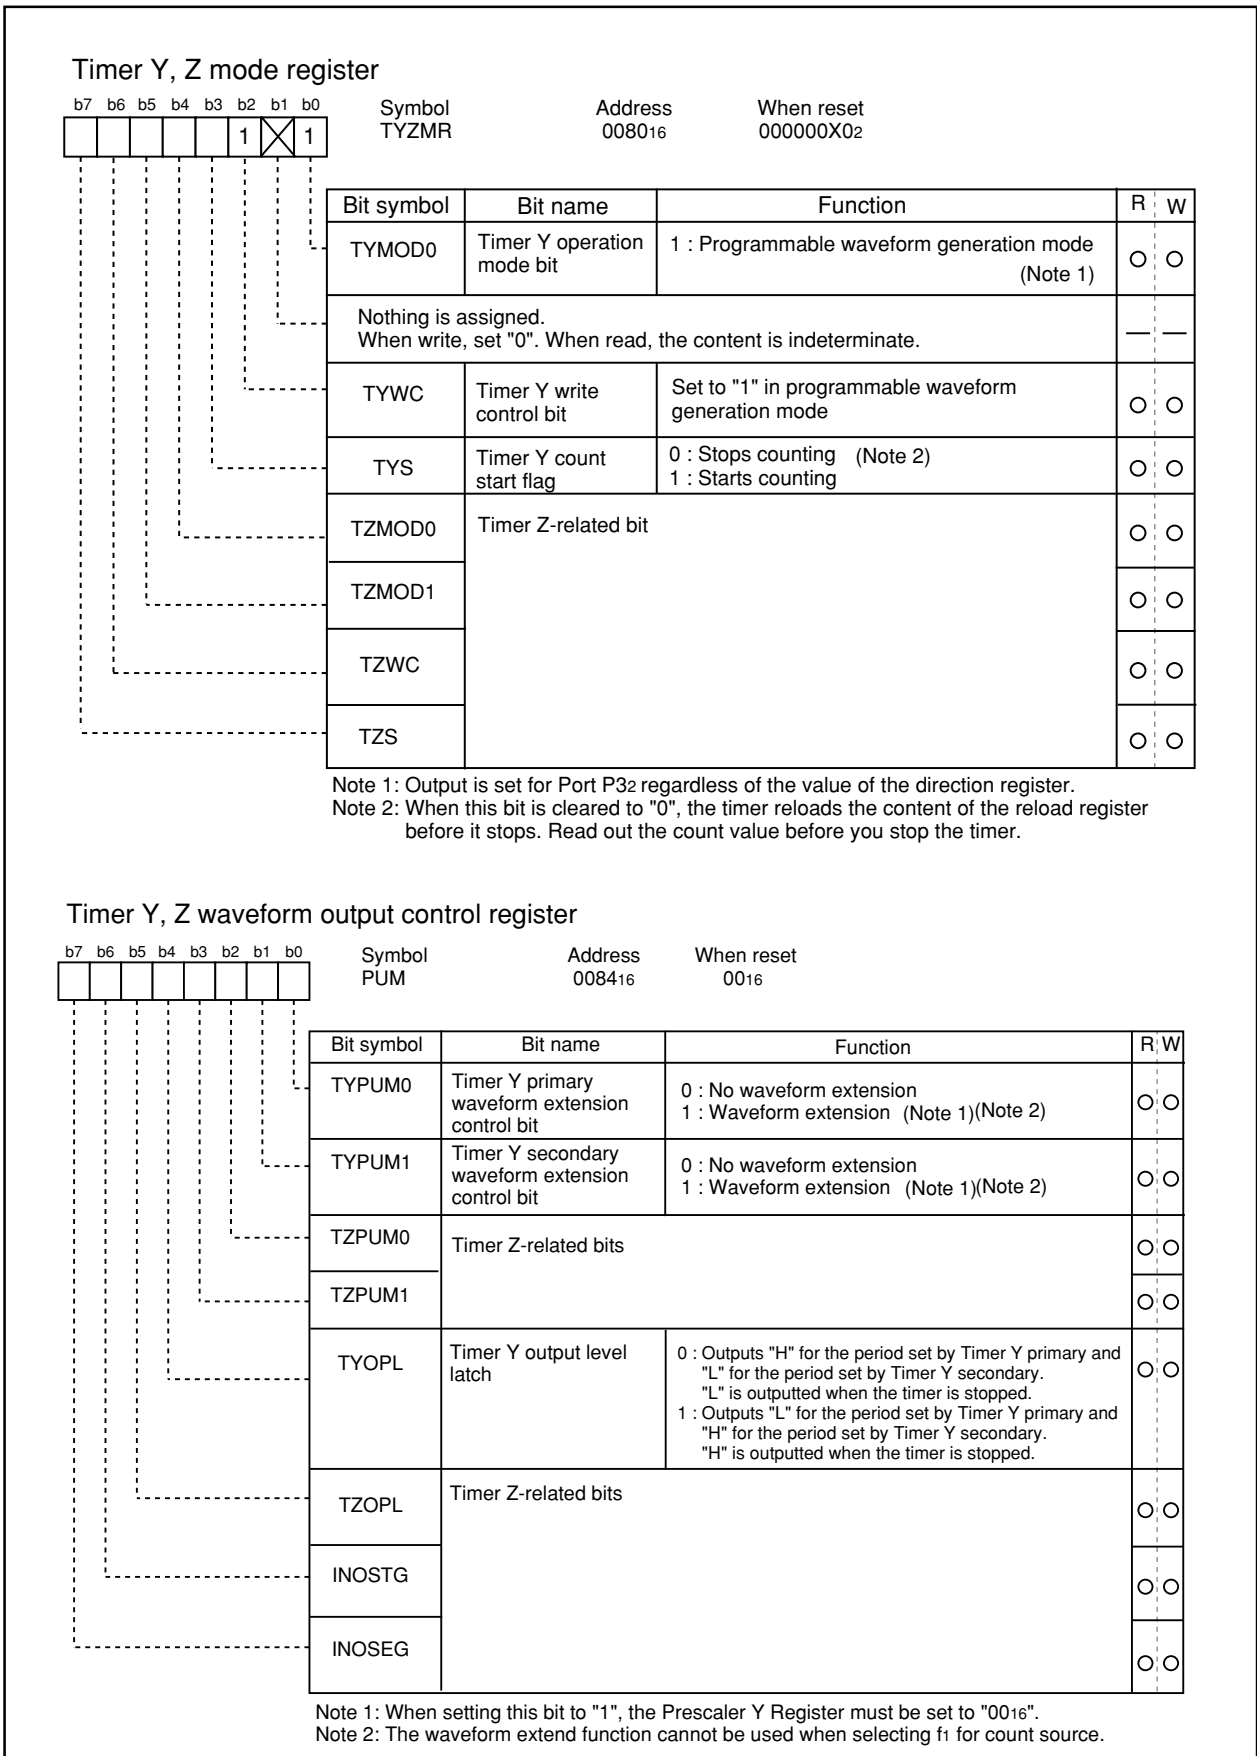 Timer Y, Z mode register
b7 b6 b5 b4 b3 b2 b1 b0
Symbol Address When reset
TYZMR 008016 000000X02
1 1
Bit symbol Bit name Function R W
TYMOD0 Timer Y operation mode bit 1 : Programmable waveform generation mode
(Note 1)
Nothing is assigned.
When write, set "0". When read, the content is indeterminate.
TYWC Timer Y write control bit Set to "1" in programmable waveform generation mode
TYS Timer Y count start flag 0 : Stops counting (Note 2)
1 : Starts counting
TZMOD0 Timer Z-related bit
TZMOD1
TZWC
TZS
Note 1: Output is set for Port P32 regardless of the value of the direction register.
Note 2: When this bit is cleared to "0", the timer reloads the content of the reload register
before it stops. Read out the count value before you stop the timer.
Timer Y, Z waveform output control register
b7 b6 b5 b4 b3 b2 b1 b0
Symbol Address When reset
PUM 008416 0016
Bit symbol Bit name Function R W
TYPUM0 Timer Y primary waveform extension control bit 0 : No waveform extension
1 : Waveform extension (Note 1)(Note 2)
TYPUM1 Timer Y secondary waveform extension control bit 0 : No waveform extension
1 : Waveform extension (Note 1)(Note 2)
TZPUM0 Timer Z-related bits
TZPUM1
TYOPL Timer Y output level latch 0 : Outputs "H" for the period set by Timer Y primary and
"L" for the period set by Timer Y secondary.
"L" is outputted when the timer is stopped.
1 : Outputs "L" for the period set by Timer Y primary and
"H" for the period set by Timer Y secondary.
"H" is outputted when the timer is stopped.
TZOPL Timer Z-related bits
INOSTG
INOSEG
Note 1: When setting this bit to "1", the Prescaler Y Register must be set to "0016".
Note 2: The waveform extend function cannot be used when selecting f1 for count source.